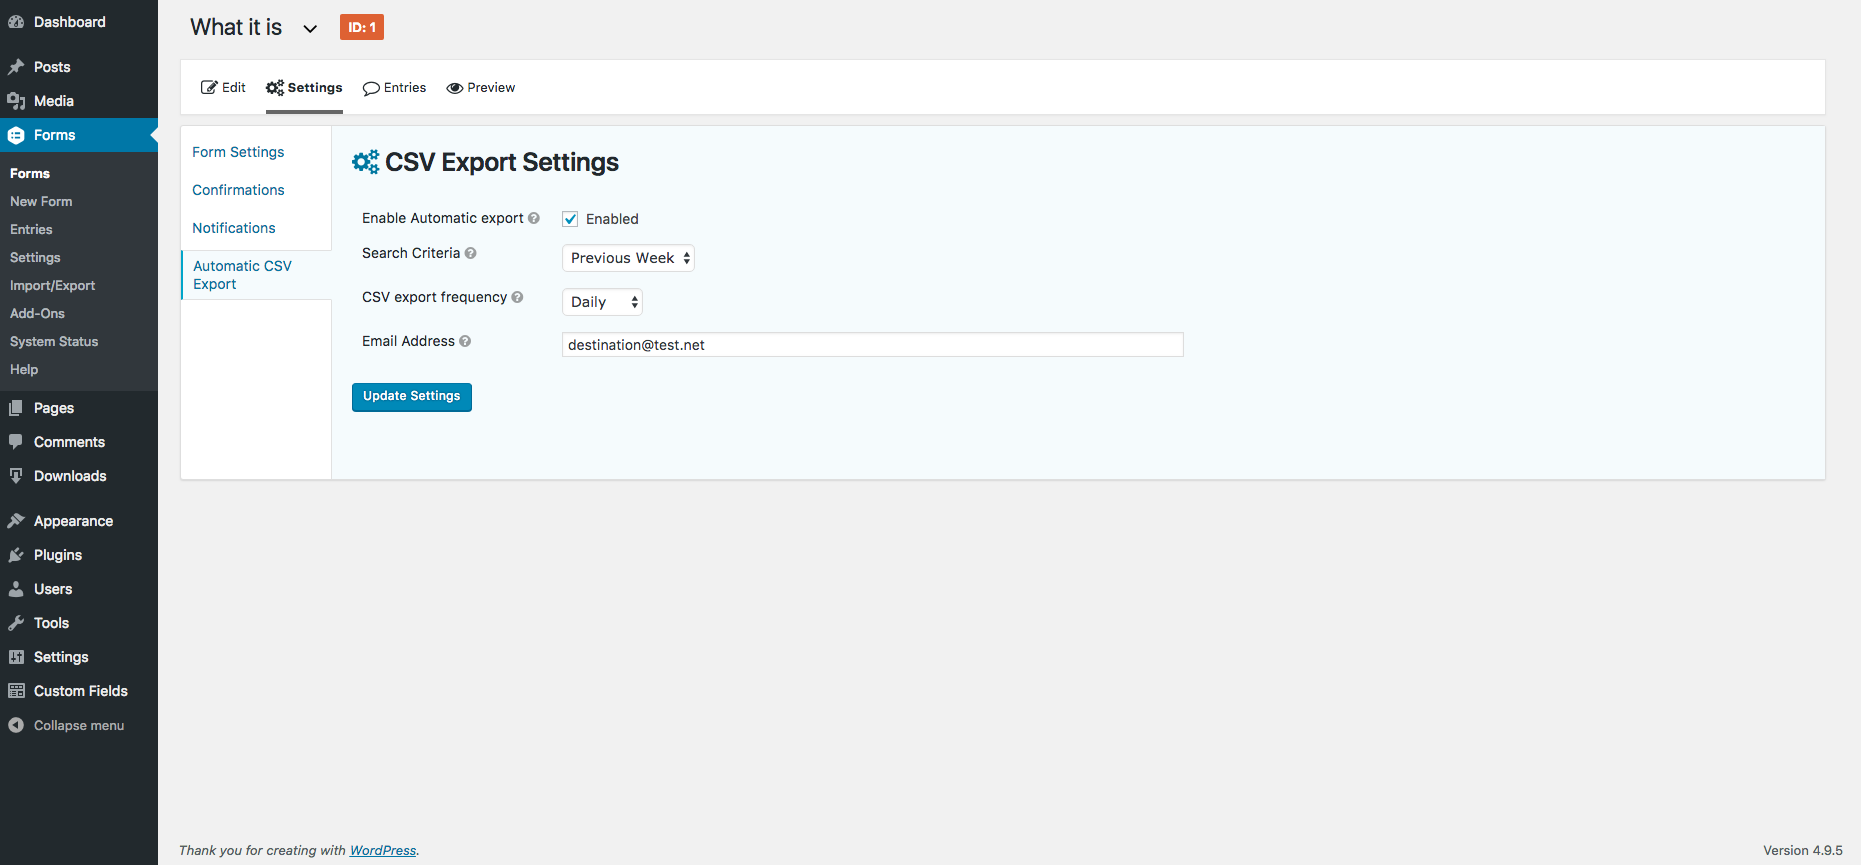 Dashboard
Posts
Media
Forms
Forms
New Form
Entries
Settings
Import/Export
Add-Ons
System Status
Help
Pages
Comments
Downloads
Appearance
Plugins
Users
Tools
Settings
Custom Fields
Collapse menu
What it is
ID: 1
Edit
Settings
Entries
Preview
Form Settings
Confirmations
Notifications
Automatic CSV
Export
CSV Export Settings
Enable Automatic export ?
Enabled
Search Criteria ?
Previous Week
CSV export frequency ?
Daily
Email Address ?
destination@test.net
Update Settings
Thank you for creating with WordPress.
Version 4.9.5